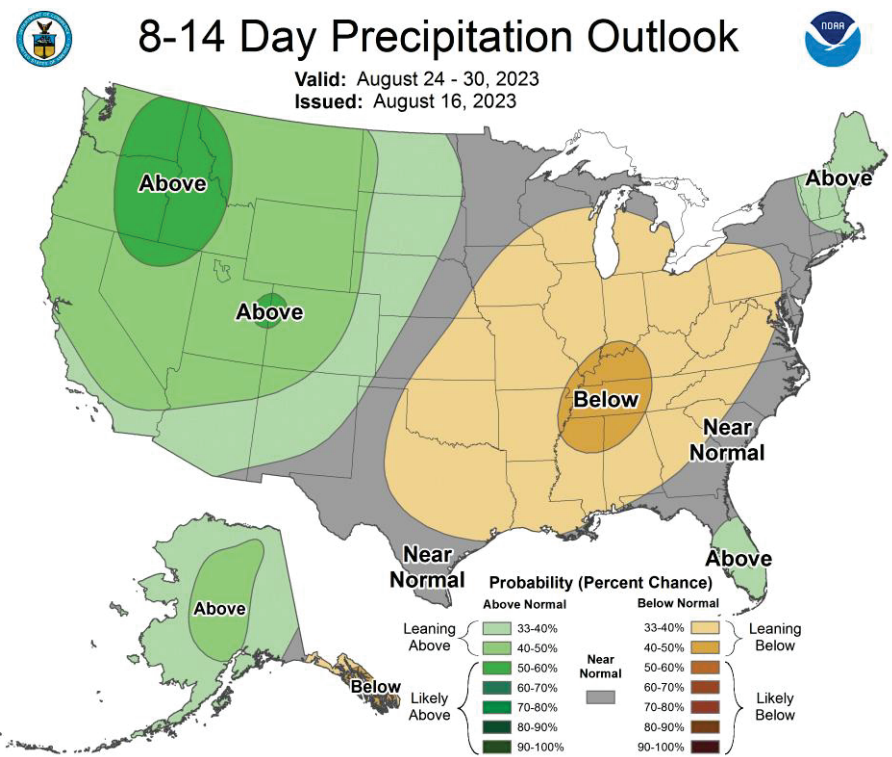 8-14 Day Precipitation Outlook
NOAA
Valid: August 24 - 30, 2023
Issued: August 16, 2023
Above
Above
Above
Below
Near
Normal
Above
Near
Normal
Above
Below
Probability (Percent Chance)
Above Normal
Below Normal
Leaning
Above
33-40%
40-50%
Likely
Above
50-60%
60-70%
70-80%
80-90%
90-100%
Near
Normal
33-40%
40-50%
Leaning
Below
50-60%
60-70%
70-80%
80-90%
90-100%
Likely
Below